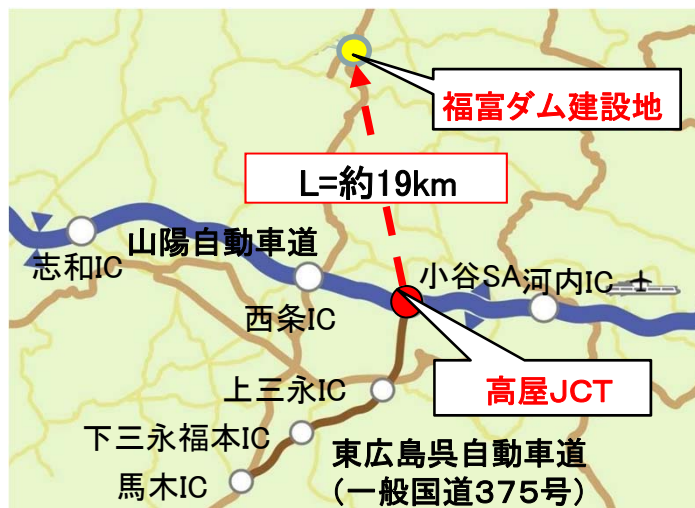 福富ダム建設地
L=約19km
山陽自動車道
志和IC
小谷SA
河内IC
西条IC
上三永IC
高屋JCT
下三永福本IC
東広島呉自動車道
(一般国道375号)
馬木IC